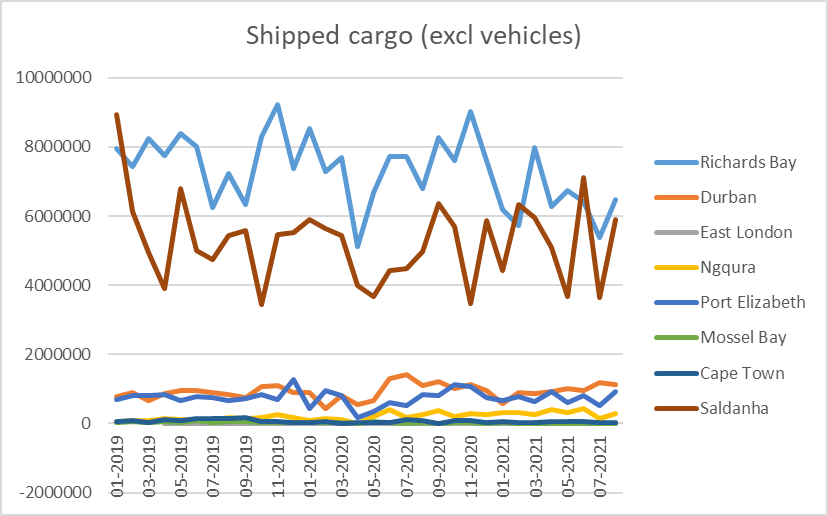 Shipped cargo (excl vehicles)
10000000
8000000
6000000
4000000
2000000
0
-2000000
01-2019
03-2019
05-2019
07-2019
09-2019
11-2019
01-2020
03-2020
05-2020
07-2020
09-2020
11-2020
01-2021
03-2021
05-2021
07-2021
Richards Bay
Durban
East London
Ngqura
Port Elizabeth
Mossel Bay
Cape Town
Saldanha